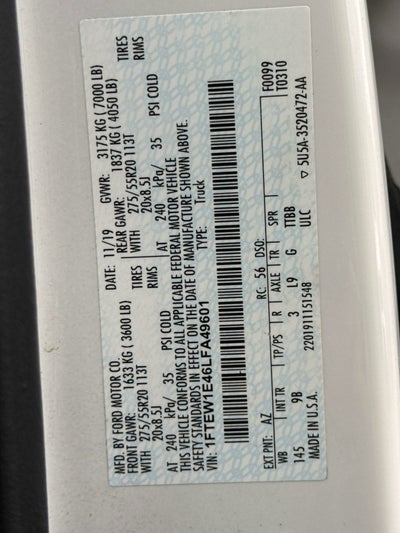 MFD. BY FORD MOTOR CO.
DATE: 11/19 GVWR: 3175 KG ( 7000 LB)
FRONT GAWR: 1633 KG ( 3600 LB) REAR GAWR: 1837 KG ( 4050 LB)
WITH 275/55R20 113T TIRES WITH 275/55R20 113T TIRES
20x8.5J RIMS 20x8.5J RIMS
AT 240 kPa/ 35 PSI COLD AT 240 kPa/ 35 PSI COLD
THIS VEHICLE CONFORMS TO ALL APPLICABLE FEDERAL MOTOR VEHICLE
SAFETY STANDARDS IN EFFECT ON THE DATE OF MANUFACTURE SHOWN ABOVE.
VIN: 1FTEW1E46LFA49601 TYPE: Truck
F0099
T0310
EXT PNT: AZ RC: 56 DSO:
WB INT TR TP/PS R AXLE TR SPR
145 9B 3 L9 G TTBB
MADE IN U.S.A. 2201911151548 ULC
▽ 5U5A-3520472-AA